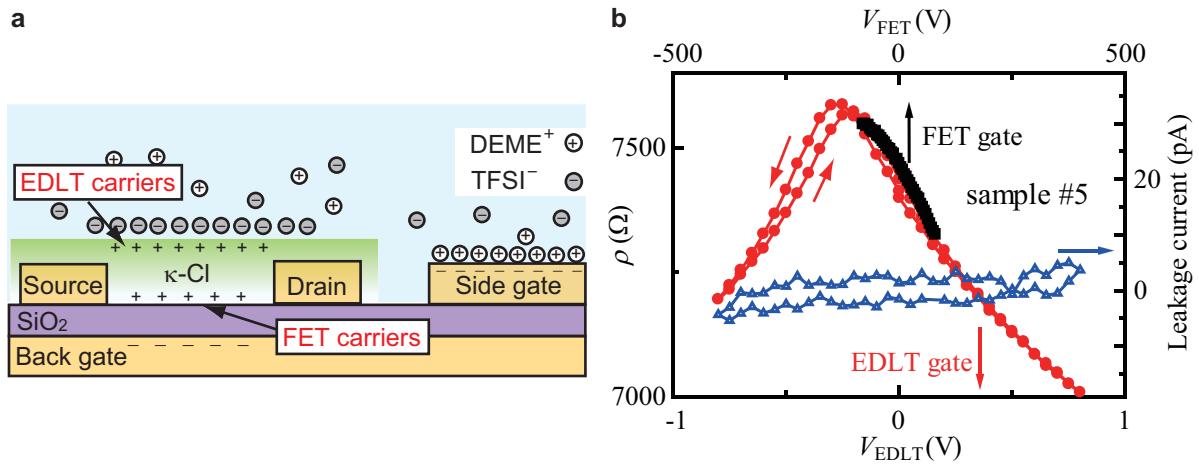 a
DEME+
TFSI−
EDLT carriers
κ-Cl
Source
Drain
Side gate
SiO2
FET carriers
Back gate
b
VFET(V)
-500
0
500
7500
7000
ρ(Ω)
FET gate
sample #5
EDLT gate
20
0
Leakage current (pA)
-1
0
1
VEDLT(V)